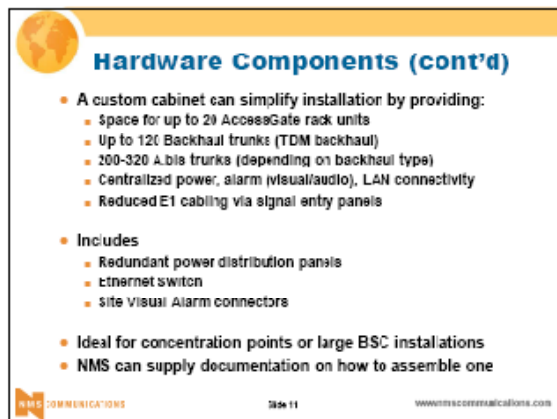 Hardware Components (cont'd)
A custom cabinet can simplify installation by providing:
Space for up to 20 AccessGate rack units
Up to 120 Backhaul trunks (TDM backhaul)
200-320 A.bis trunks (depending on backhaul type)
Centralized power, alarm (visual/audio), LAN connectivity
Reduced E1 cabling via signal entry panels
Includes
Redundant power distribution panels
Ethernet Switch
Site Visual Alarm connectors
Ideal for concentration points or large BSC installations
NMS can supply documentation on how to assemble one
NMS COMMUNICATIONS
Slide 11
www.nmscommunications.com